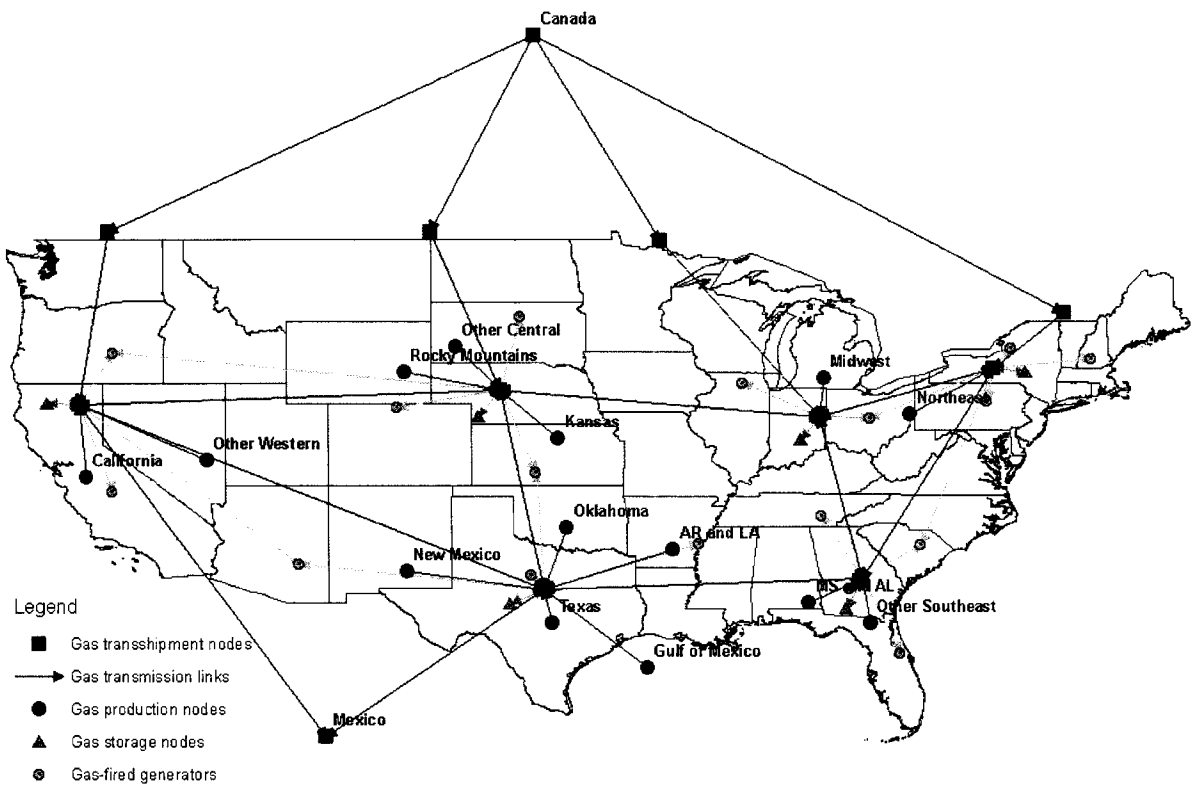 Canada
Other Central
Rocky Mountains
Midwest
Northeast
Kansas
Other Western
California
Oklahoma
AR and LA
New Mexico
MS AL
Texas
Other Southeast
Gulf of Mexico
Mexico
Legend
Gas transshipment nodes
Gas transmission links
Gas production nodes
Gas storage nodes
Gas-fired generators